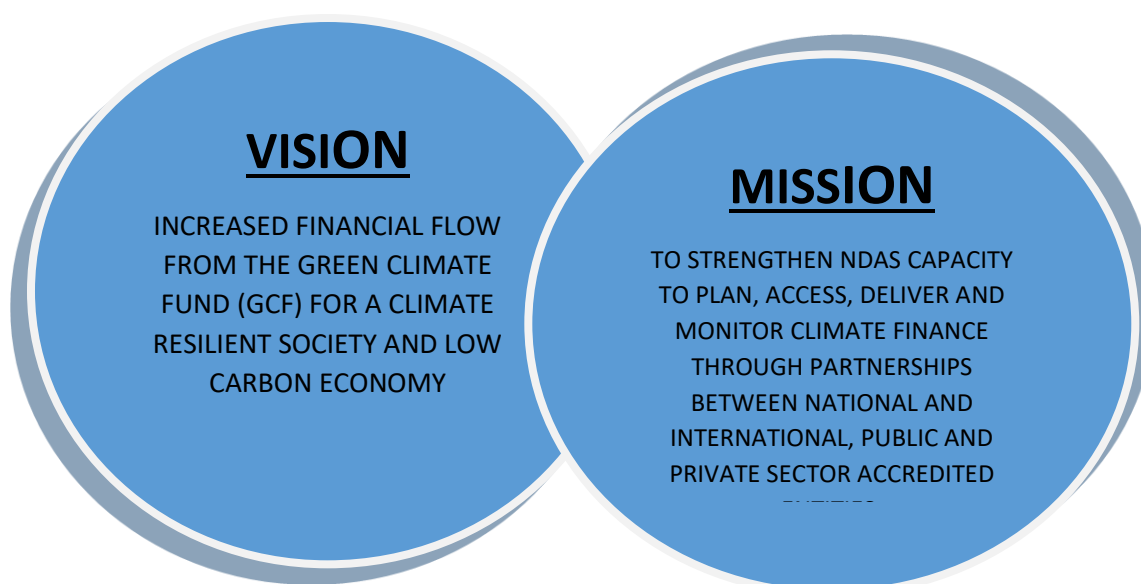 VISION
INCREASED FINANCIAL FLOW
FROM THE GREEN CLIMATE
FUND (GCF) FOR A CLIMATE
RESILIENT SOCIETY AND LOW
CARBON ECONOMY
MISSION
TO STRENGTHEN NDAS CAPACITY
TO PLAN, ACCESS, DELIVER AND
MONITOR CLIMATE FINANCE
THROUGH PARTNERSHIPS
BETWEEN NATIONAL AND
INTERNATIONAL, PUBLIC AND
PRIVATE SECTOR ACCREDITED